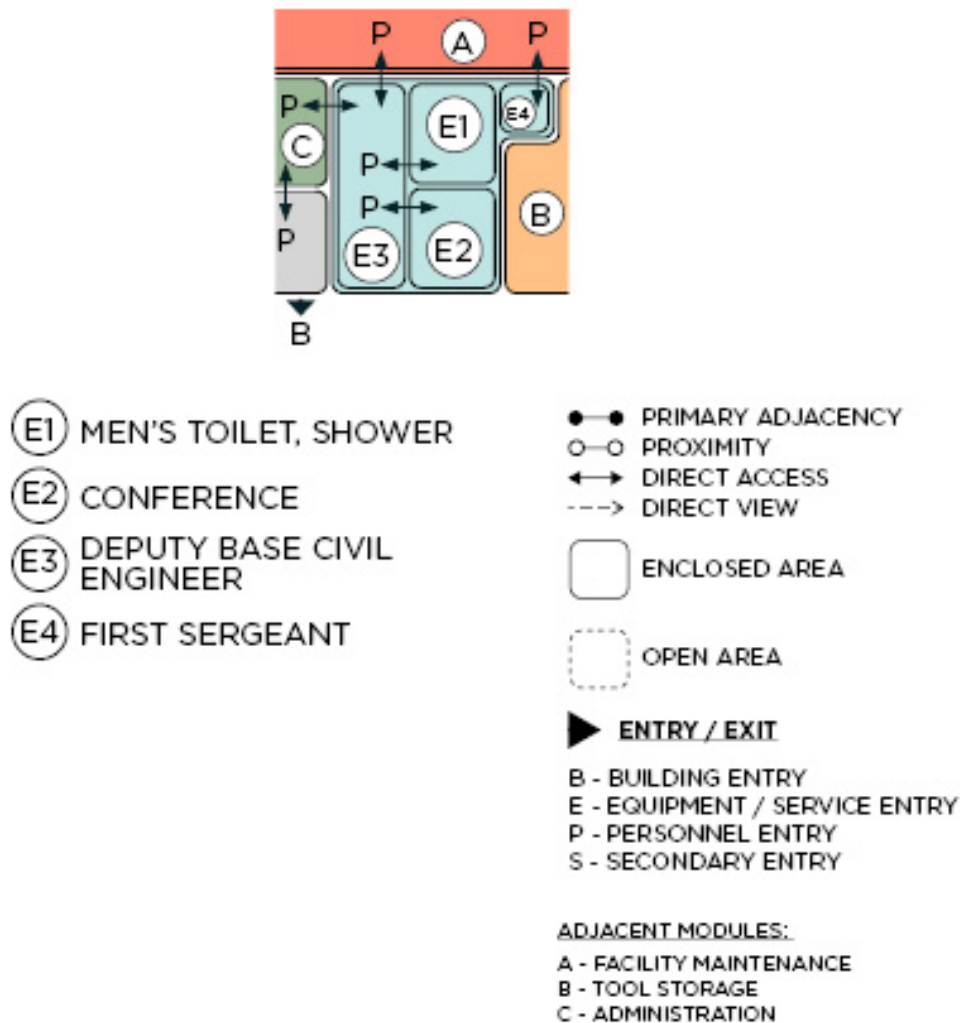 P A P
P E4
C E1
P B
P
P E3 E2
B
E1 MEN'S TOILET, SHOWER
E2 CONFERENCE
E3 DEPUTY BASE CIVIL
ENGINEER
E4 FIRST SERGEANT
PRIMARY ADJACENCY
PROXIMITY
DIRECT ACCESS
DIRECT VIEW
ENCLOSED AREA
OPEN AREA
ENTRY / EXIT
B - BUILDING ENTRY
E - EQUIPMENT / SERVICE ENTRY
P - PERSONNEL ENTRY
S - SECONDARY ENTRY
ADJACENT MODULES:
A - FACILITY MAINTENANCE
B - TOOL STORAGE
C - ADMINISTRATION